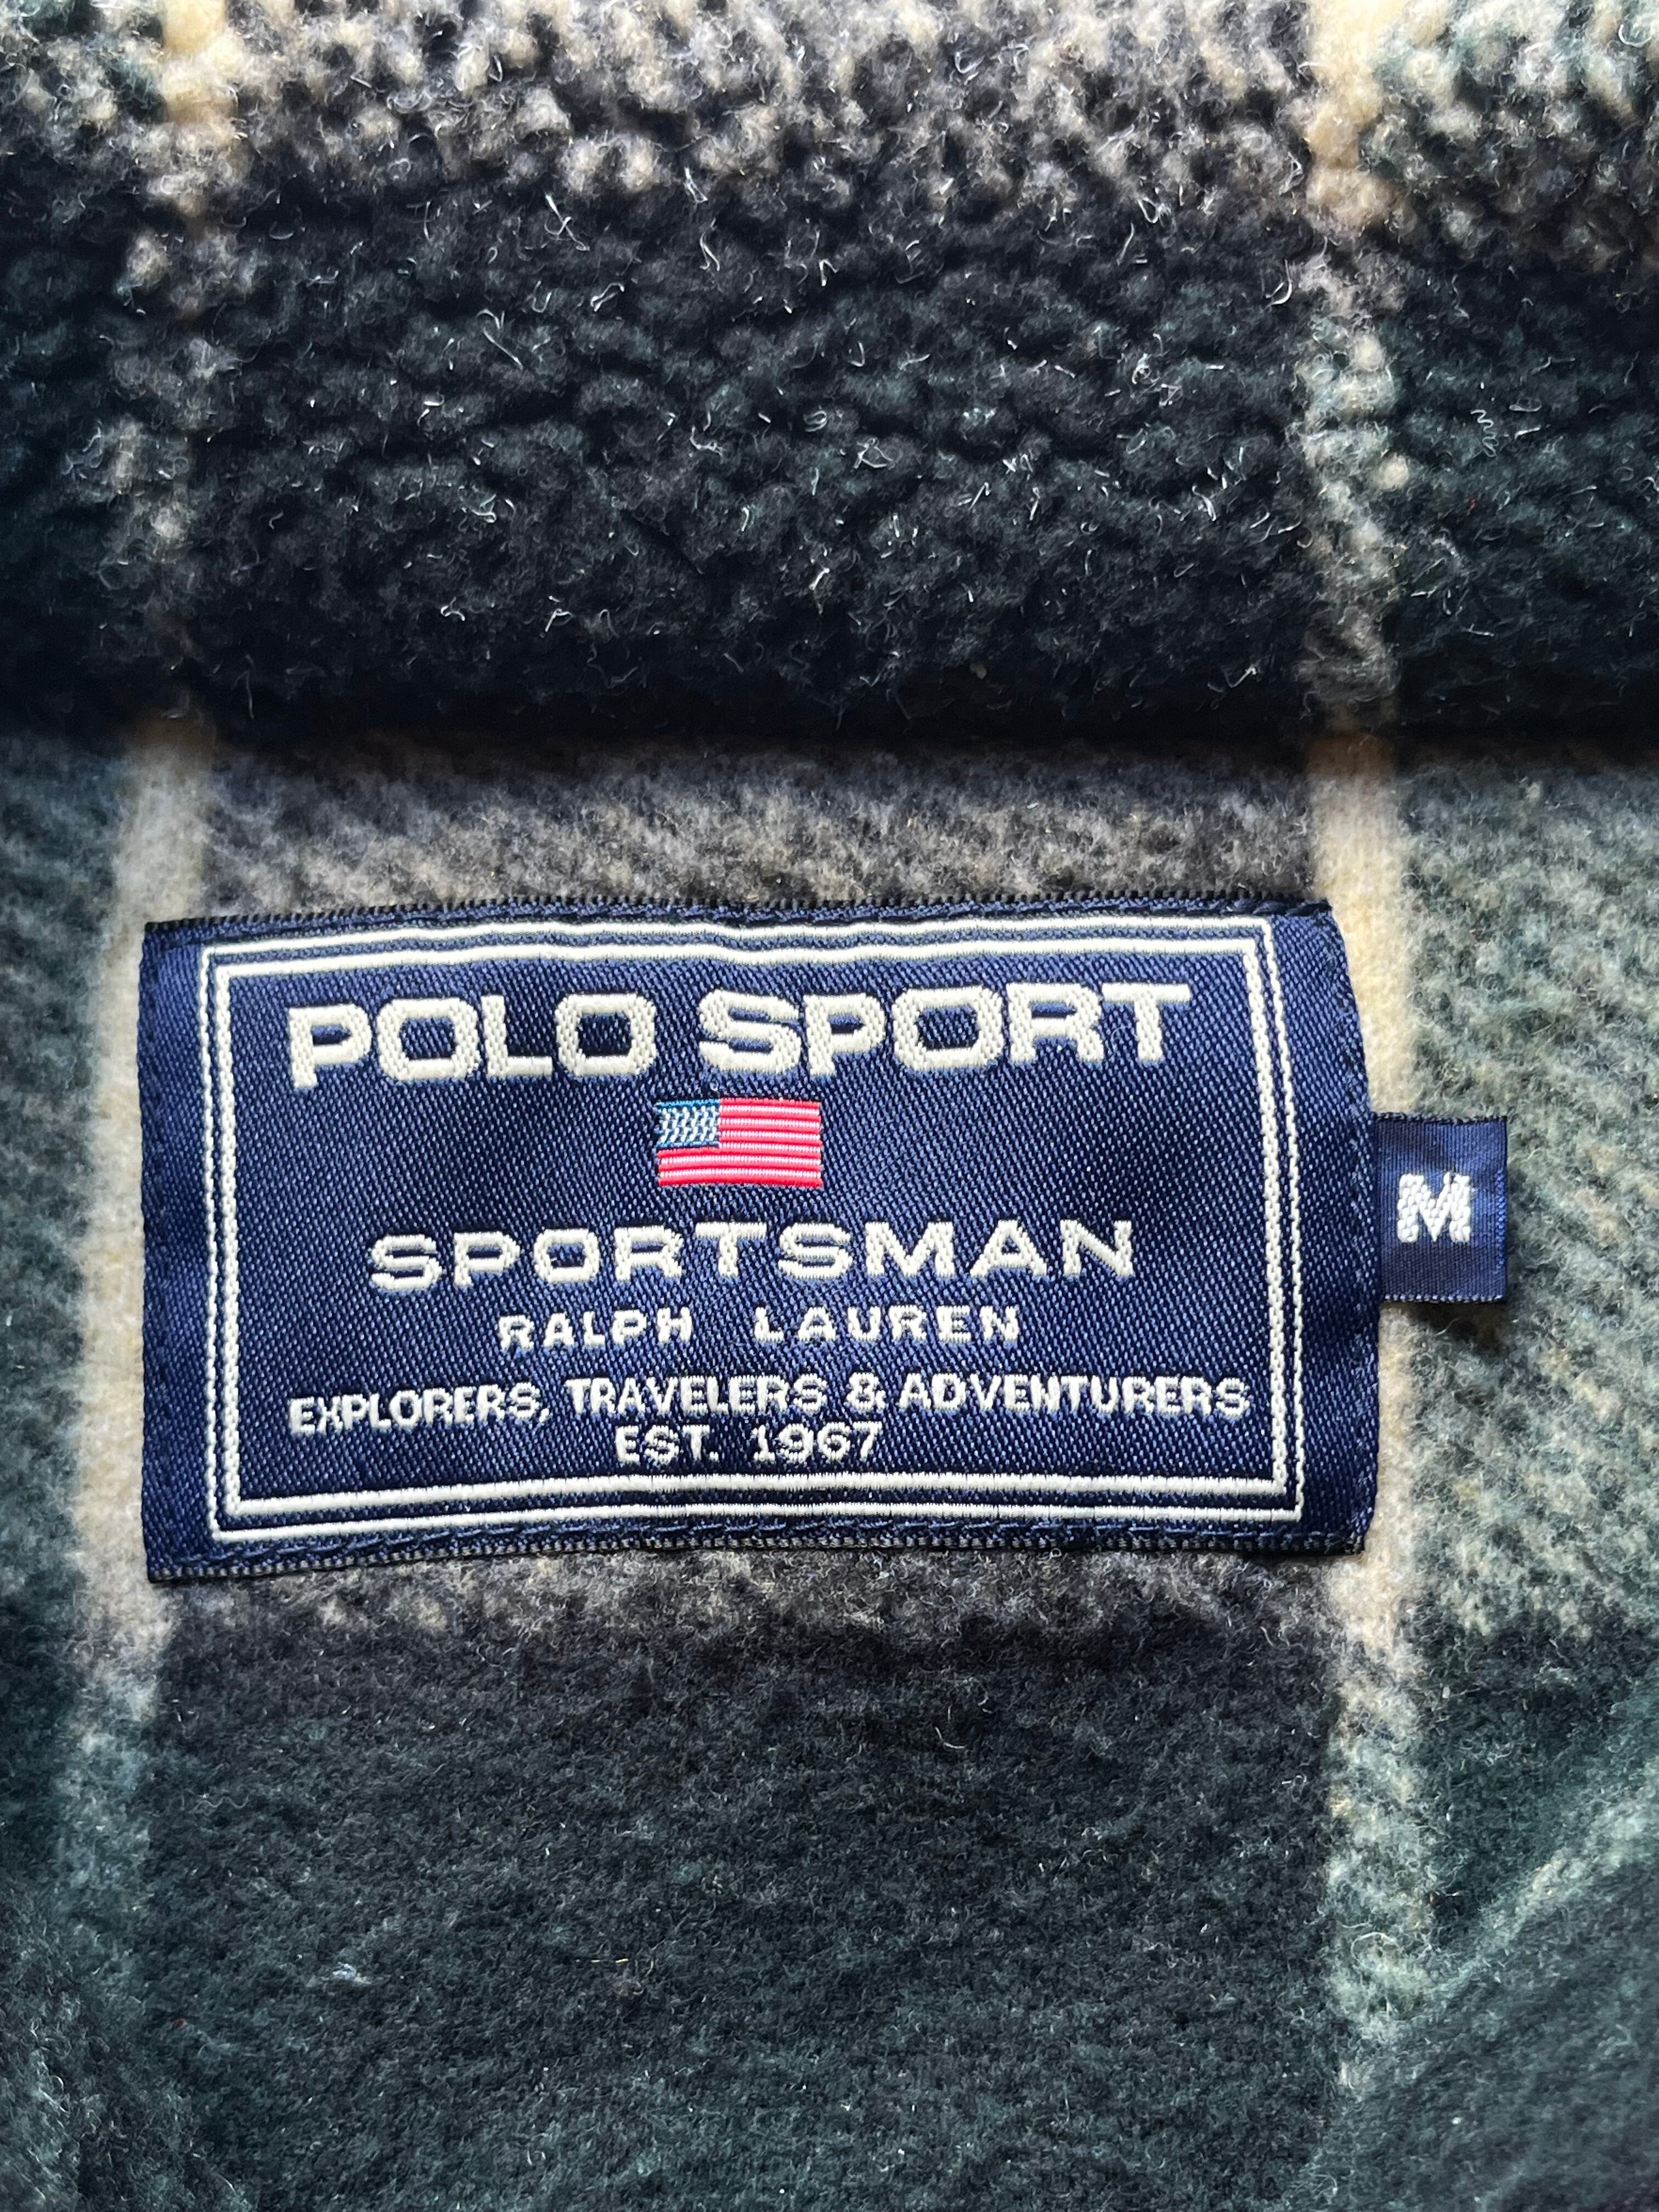 POLO SPORT
SPORTSMAN
RALPH LAUREN
EXPLORERS, TRAVELERS & ADVENTURERS
EST. 1967
M